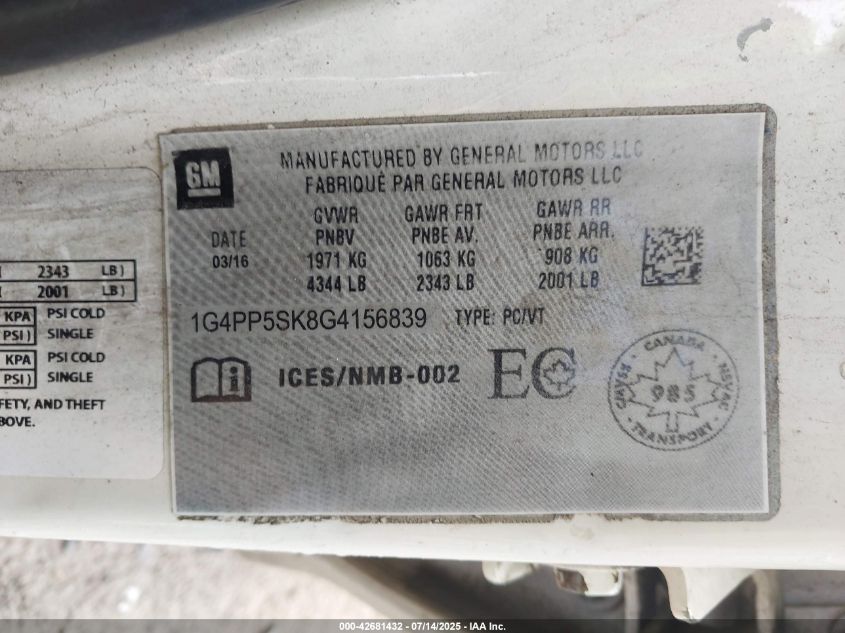 GM
MANUFACTURED BY GENERAL MOTORS LLC
FABRIQUÉ PAR GENERAL MOTORS LLC
DATE
03/16
GVWR
PNBV
1971 KG
4344 LB
GAWR FRT
PNBE AV.
1063 KG
2343 LB
GAWR RR
PNBE ARR.
908 KG
2001 LB
1G4PP5SK8G4156839 TYPE: PC/VT
i ICES/NMB-002 EC
CANADA
RSVAC
985
NSVAC
TRANSPORT
2343 LB)
2001 LB)
KPA PSI COLD
PSI) SINGLE
KPA PSI COLD
PSI) SINGLE
FETY, AND THEFT
BOVE.
000-42681432 - 07/14/2025 - IAA Inc.